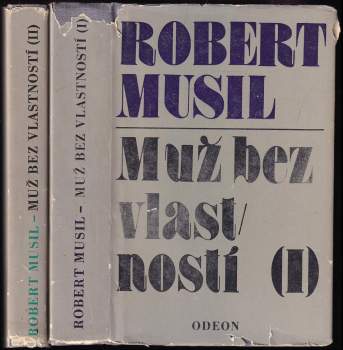 ROBERT MUSIL – MUŽ BEZ VLASTNOSTÍ (II)
ROBERT MUSIL – MUŽ BEZ VLASTNOSTÍ (I)
ROBERT
MUSIL
Muž bez
vlast/
ností (I)
ODEON